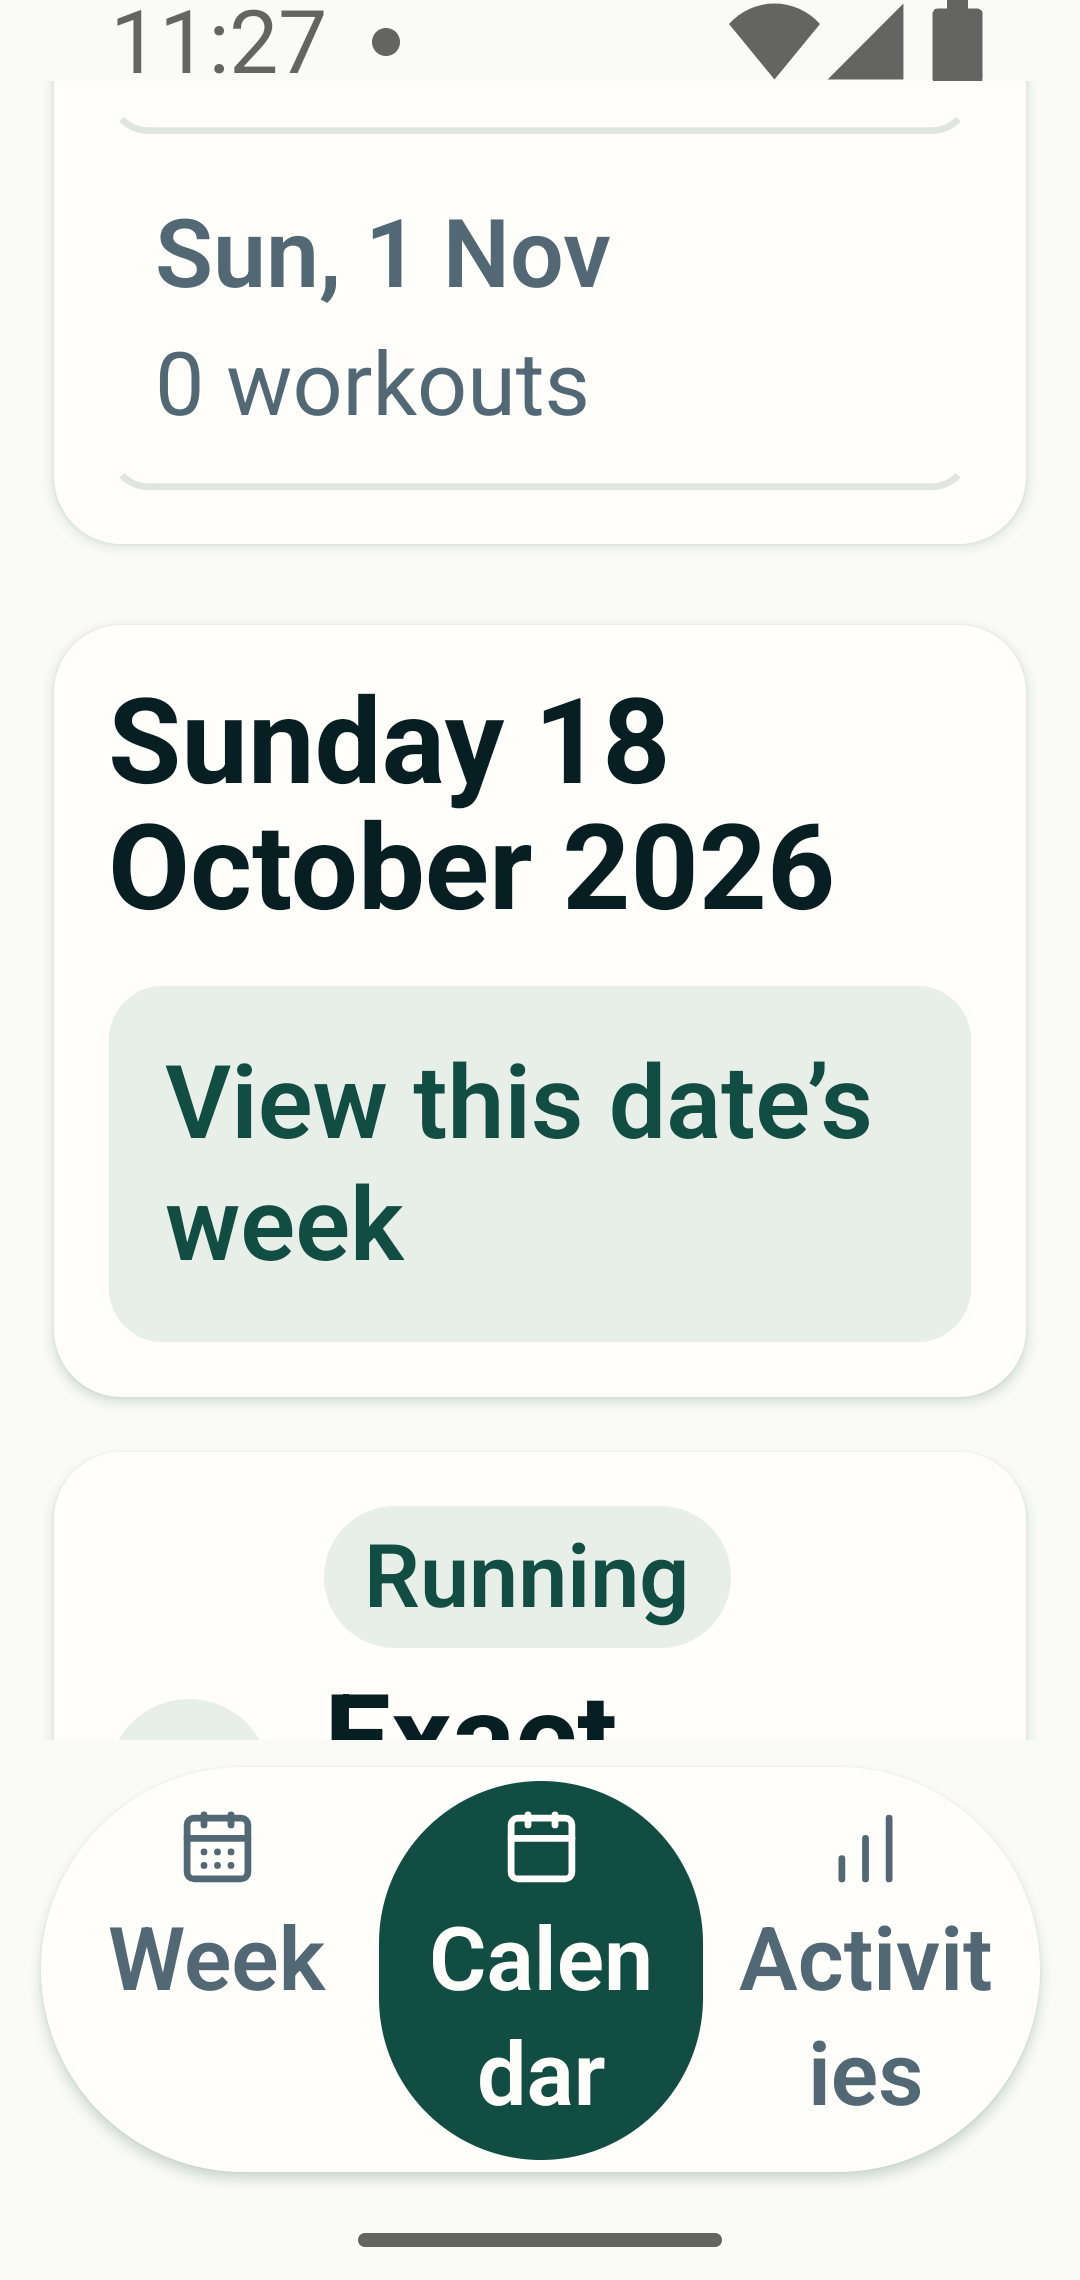 11:27
Sun, 1 Nov
0 workouts
Sunday 18
October 2026
View this date’s
week
Running
Exact
Week
Calen
dar
Activit
ies